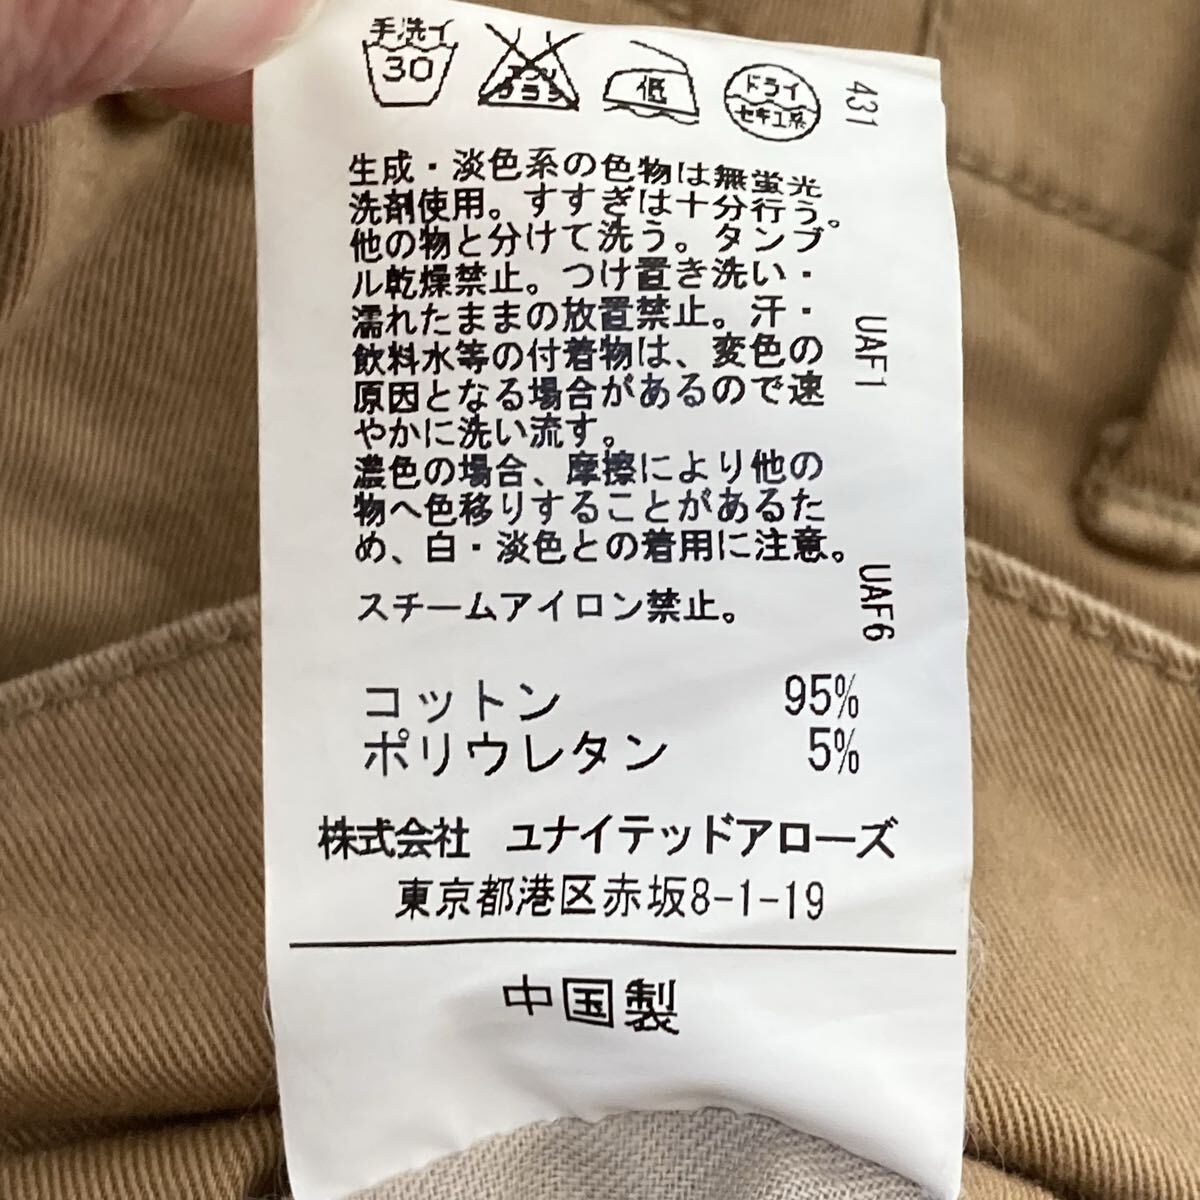 手洗イ
30
エンソ
サラシ
低
ドライ
セキユ系
生成・淡色系の色物は無蛍光
洗剤使用。すすぎは十分行う。
他の物と分けて洗う。タンブ
ル乾燥禁止。つけ置き洗い・
濡れたままの放置禁止。汗・
飲料水等の付着物は、変色の
原因となる場合があるので速
やかに洗い流す。
濃色の場合、摩擦により他の
物へ色移りすることがあるた
め、白・淡色との着用に注意。
スチームアイロン禁止。
コットン 95%
ポリウレタン 5%
株式会社 ユナイテッドアローズ
東京都港区赤坂8-1-19
中国製
431
UAF1
UAF6